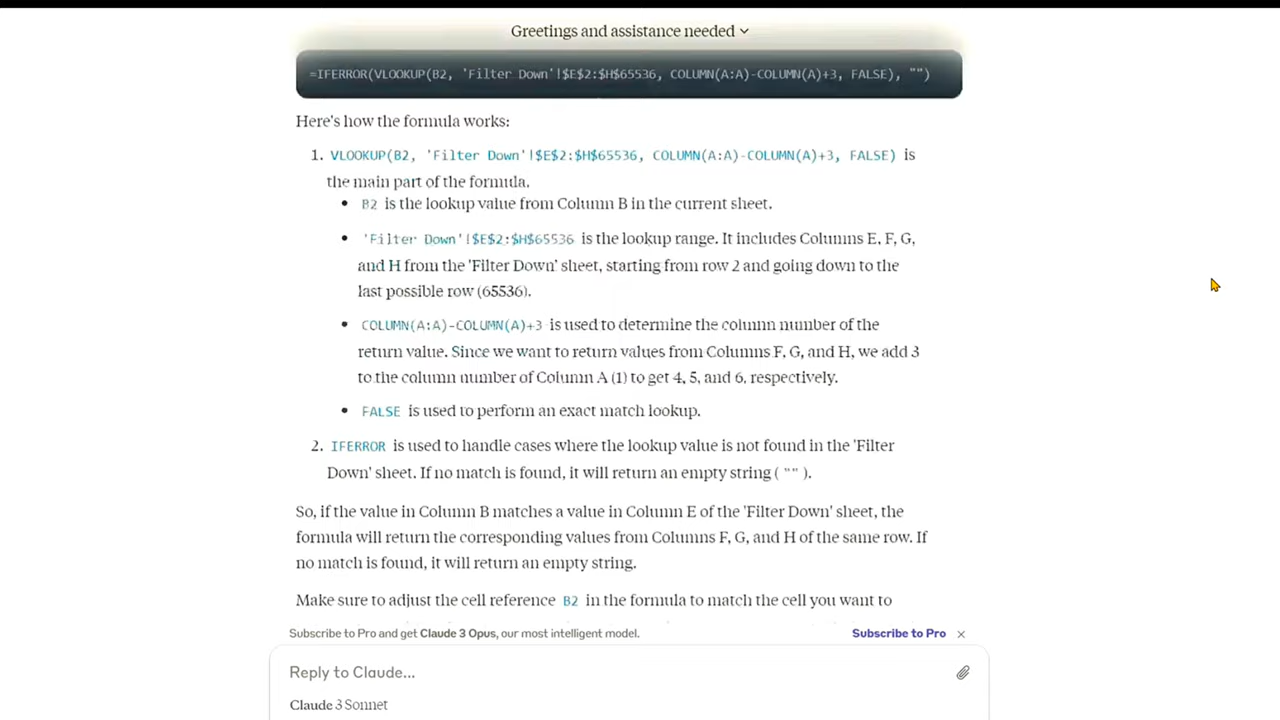 Greetings and assistance needed
=IFERROR(VLOOKUP(B2, 'Filter Down'!$E$2:$H$65536, COLUMN(A:A)-COLUMN(A)+3, FALSE), "")
Here's how the formula works:
1. VLOOKUP(B2, 'Filter Down'!$E$2:$H$65536, COLUMN(A:A)-COLUMN(A)+3, FALSE) is
the main part of the formula.
• B2 is the lookup value from Column B in the current sheet.
• 'Filter Down'!$E$2:$H$65536 is the lookup range. It includes Columns E, F, G,
and H from the 'Filter Down' sheet, starting from row 2 and going down to the
last possible row (65536).
• COLUMN(A:A)-COLUMN(A)+3 is used to determine the column number of the
return value. Since we want to return values from Columns F, G, and H, we add 3
to the column number of Column A (1) to get 4, 5, and 6, respectively.
• FALSE is used to perform an exact match lookup.
2. IFERROR is used to handle cases where the lookup value is not found in the 'Filter
Down' sheet. If no match is found, it will return an empty string ( "" ).
So, if the value in Column B matches a value in Column E of the 'Filter Down' sheet, the
formula will return the corresponding values from Columns F, G, and H of the same row. If
no match is found, it will return an empty string.
Make sure to adjust the cell reference B2 in the formula to match the cell you want to
Subscribe to Pro and get Claude 3 Opus, our most intelligent model.
Subscribe to Pro
Reply to Claude...
Claude 3 Sonnet